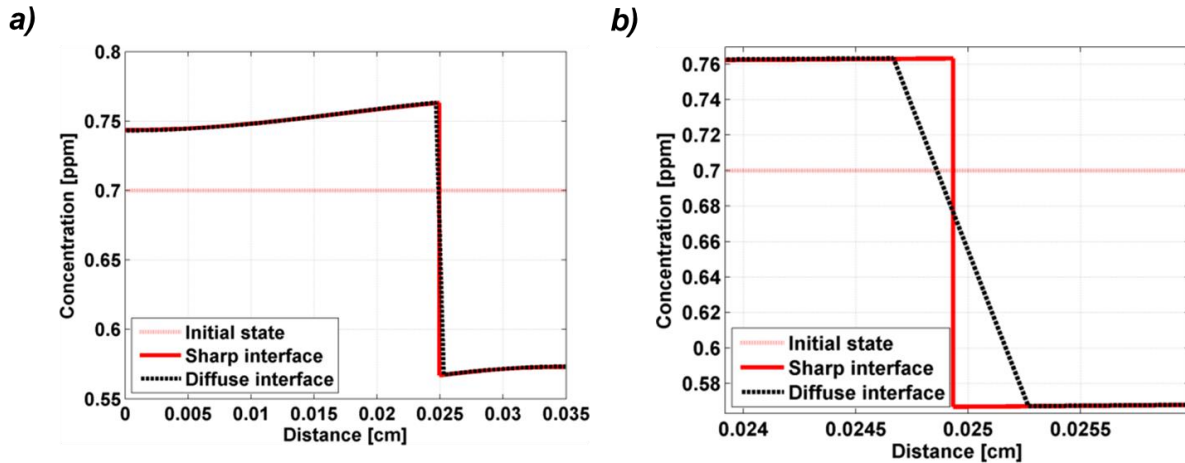 a)
0.8
0.75
0.7
0.65
0.6
0.55
Concentration [ppm]
Initial state
Sharp interface
Diffuse interface
0 0.005 0.01 0.015 0.02 0.025 0.03 0.035
Distance [cm]
b)
0.76
0.74
0.72
0.7
0.68
0.66
0.64
0.62
0.6
0.58
Concentration [ppm]
Initial state
Sharp interface
Diffuse interface
0.024 0.0245 0.025 0.0255
Distance [cm]